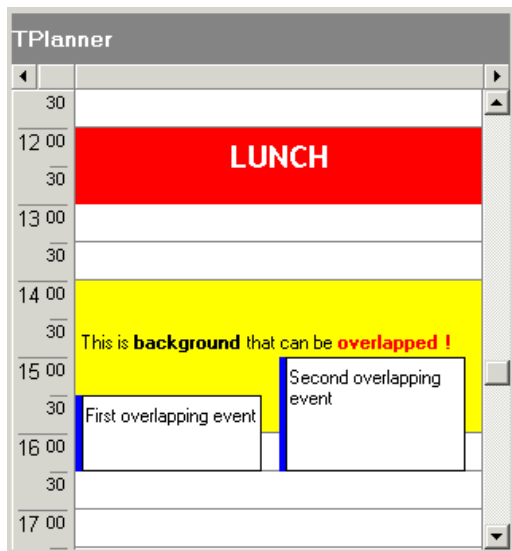 TPlanner
30
12 00
LUNCH
30
13 00
30
14 00
30
This is background that can be overlapped !
15 00
Second overlapping
event
30
First overlapping event
16 00
30
17 00